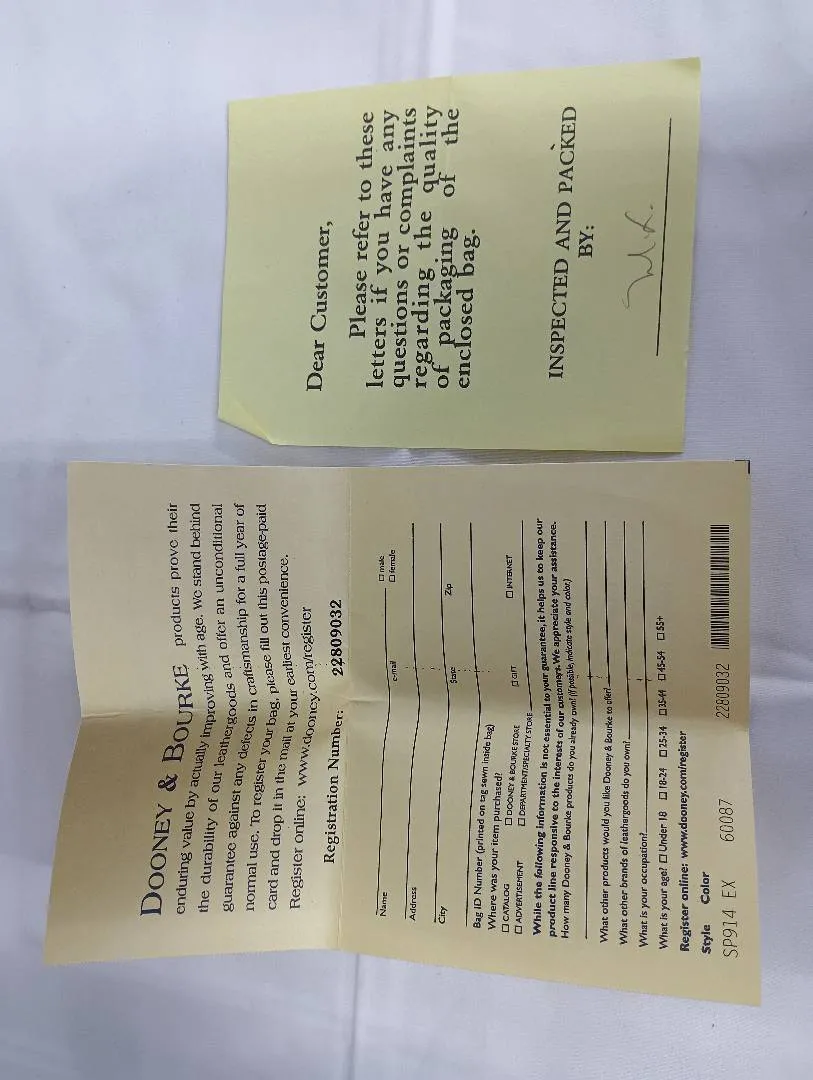 DOONEY & BOURKE products prove their
enduring value by actually improving with age. We stand behind
the durability of our leathergoods and offer an unconditional
guarantee against any defects in craftsmanship for a full year of
normal use. To register your bag, please fill out this postage-paid
card and drop it in the mail at your earliest convenience.
Register online: www.dooney.com/register
Registration Number: 22809032
Name □ male
□ female
Address e-mail
City State Zip
Bag ID Number (printed on tag sewn inside bag)
Where was your item purchased?
□ CATALOG □ DOONEY & BOURKE STORE □ GIFT □ INTERNET
□ ADVERTISEMENT □ DEPARTMENT/SPECIALTY STORE
While the following information is not essential to your guarantee, it helps us to keep our
product line responsive to the interests of our customers. We appreciate your assistance.
How many Dooney & Bourke products do you already own? (If possible, indicate style and color.)
What other products would you like Dooney & Bourke to offer?
What other brands of leathergoods do you own?
What is your occupation?
What is your age? □ Under 18 □ 18-24 □ 25-34 □ 35-44 □ 45-54 □ 55+
Register online: www.dooney.com/register
Style Color
SP914 EX 60087 22809032
Dear Customer,
Please refer to these
letters if you have any
questions or complaints
regarding the quality
of packaging of the
enclosed bag.
INSPECTED AND PACKED
BY: